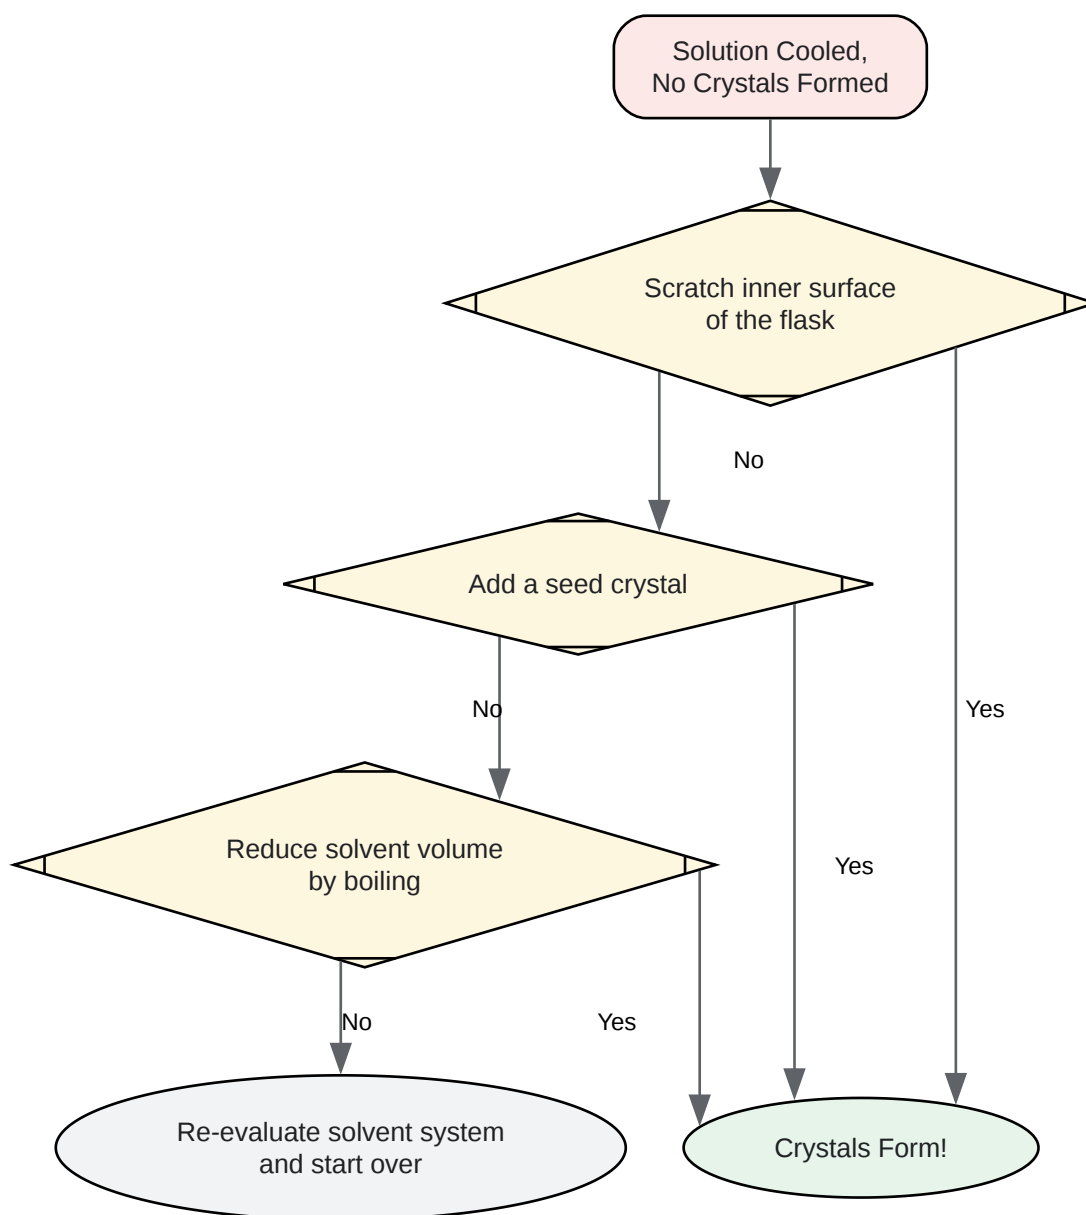 Solution Cooled,
No Crystals Formed
Scratch inner surface
of the flask
No
Add a seed crystal
No
Yes
Reduce solvent volume
by boiling
Yes
No
Yes
Re-evaluate solvent system
and start over
Crystals Form!